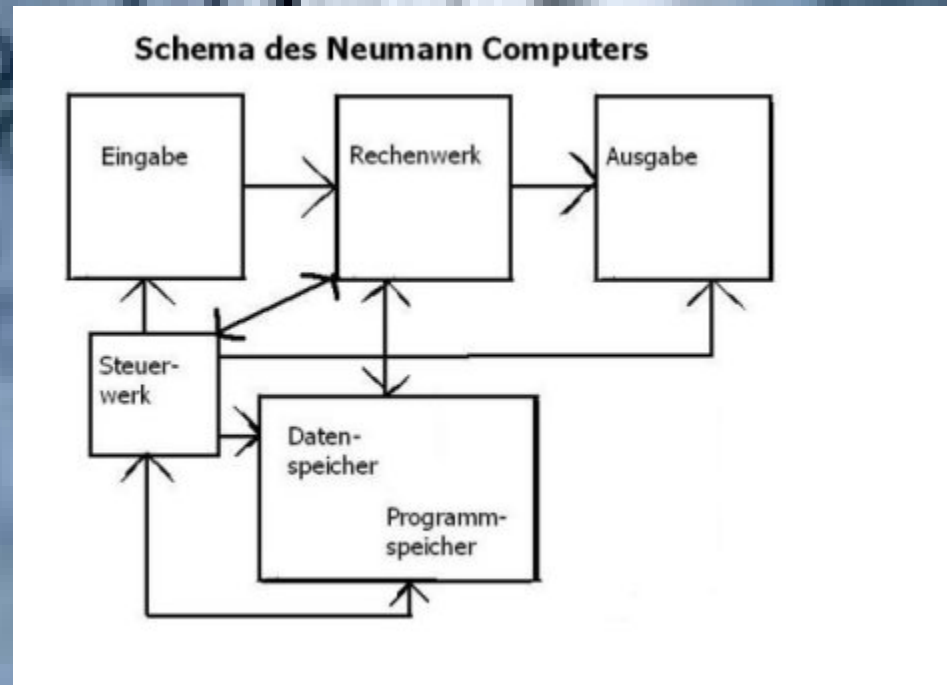 Schema des Neumann Computers
Eingabe
Rechenwerk
Ausgabe
Steuer-
werk
Daten-
speicher
Programm-
speicher